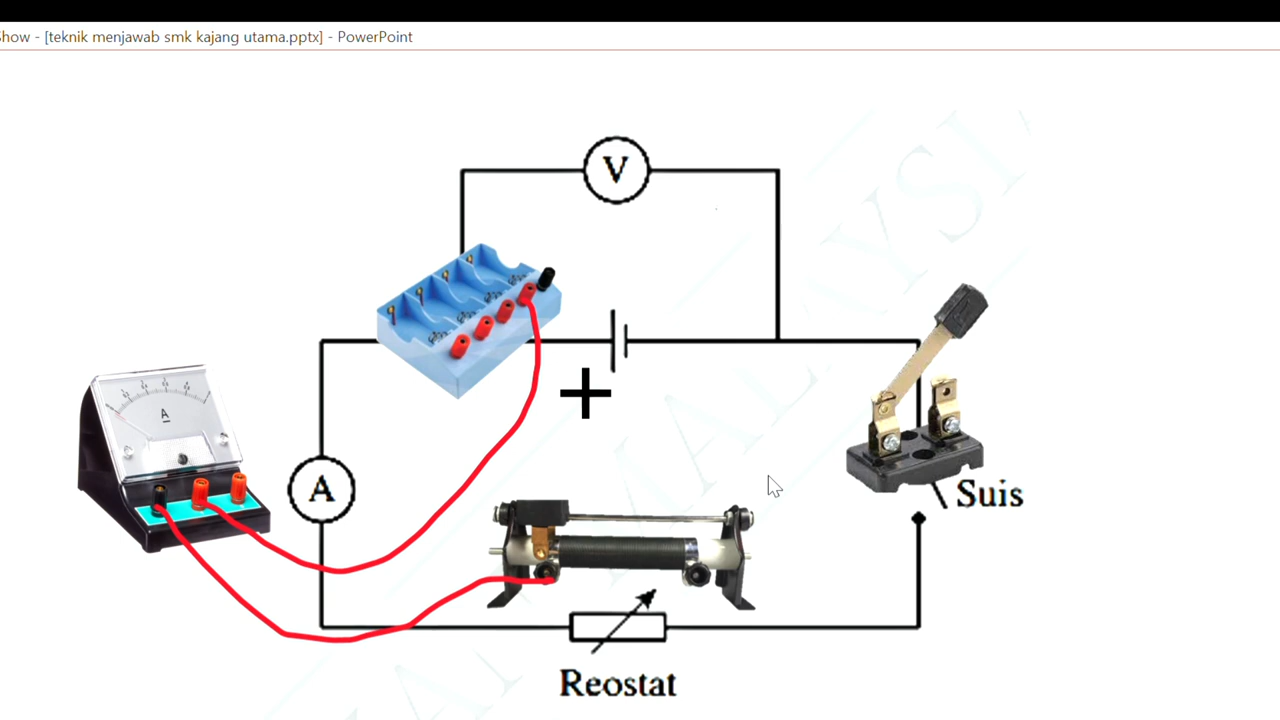 Show - [teknik menjawab smk kajang utama.pptx] - PowerPoint
V
A
A
Suis
Reostat